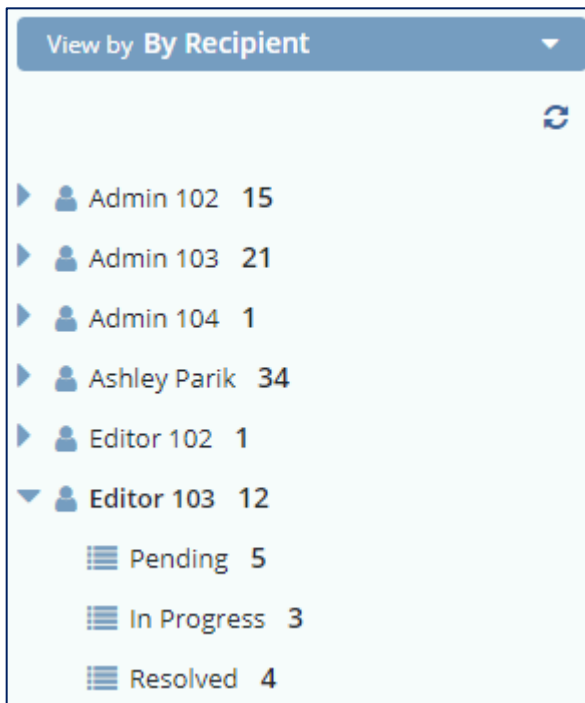 View by By Recipient
Admin 102 15
Admin 103 21
Admin 104 1
Ashley Parik 34
Editor 102 1
Editor 103 12
Pending 5
In Progress 3
Resolved 4